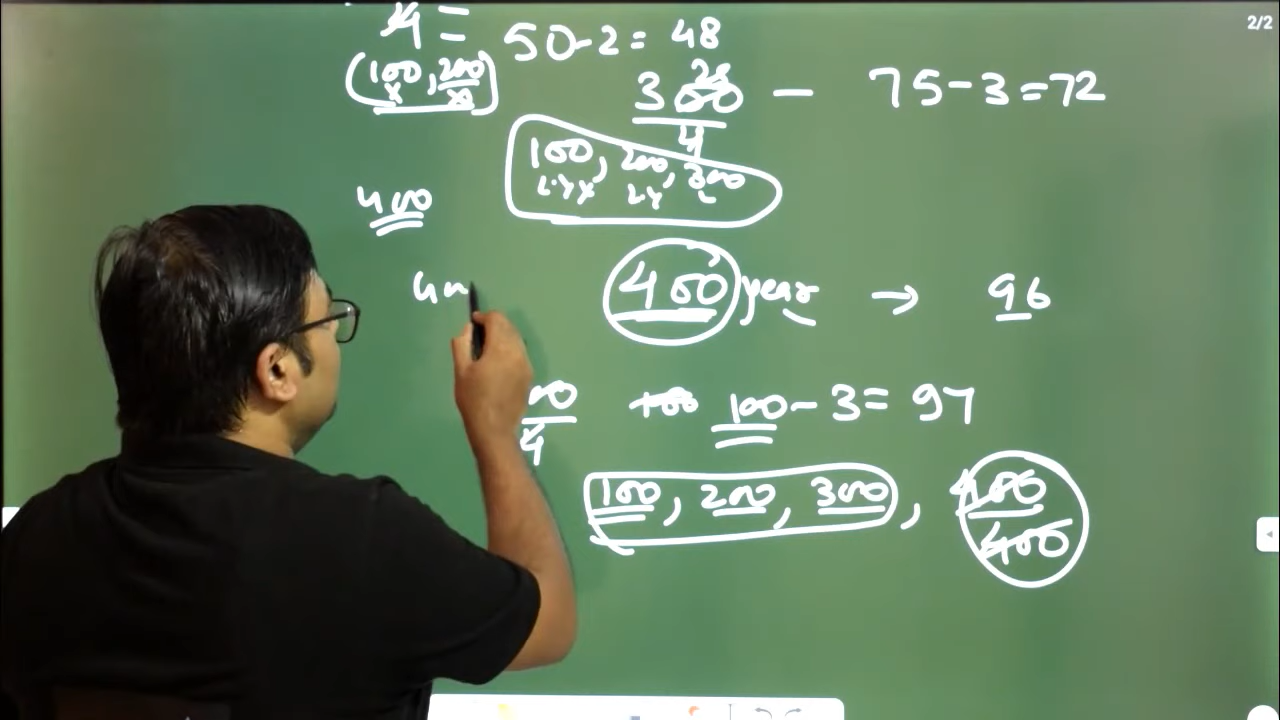 2/2
4 = 50-2 = 48
(100, 200)
300 - 75-3=72
4
100, 200, 300
L.Y L.Y L
400
400 year → 96
100-3= 97
4
100, 200, 300, 400
400